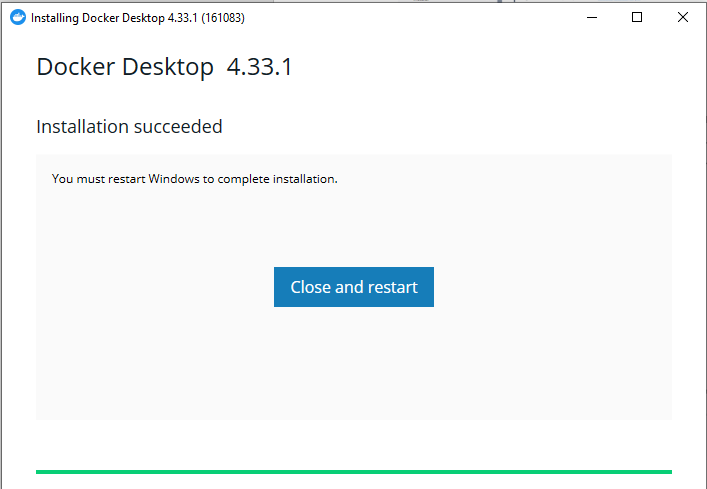 Installing Docker Desktop 4.33.1 (161083)
Docker Desktop 4.33.1
Installation succeeded
You must restart Windows to complete installation.
Close and restart